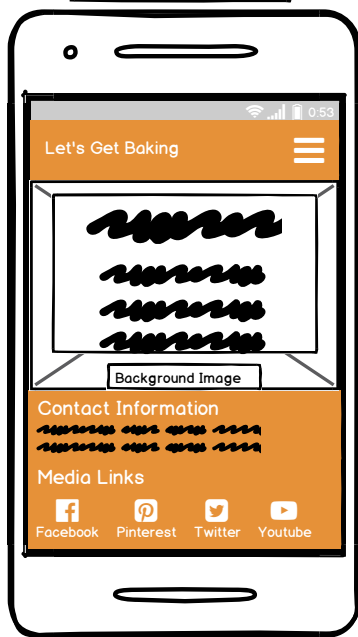 0:53
Let's Get Baking
Background Image
Contact Information
Media Links
Facebook Pinterest Twitter Youtube